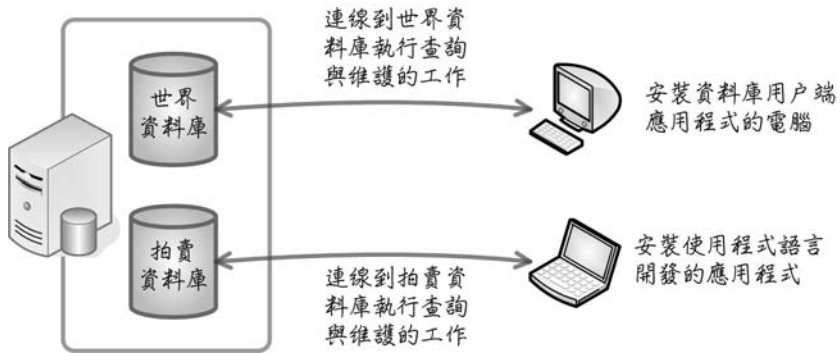 連線到世界資
料庫執行查詢
與維護的工作
世界
資料庫
安裝資料庫用户端
應用程式的電腦
拍賣
資料庫
安裝使用程式語言
開發的應用程式
連線到拍賣資
料庫執行查詢
與維護的工作